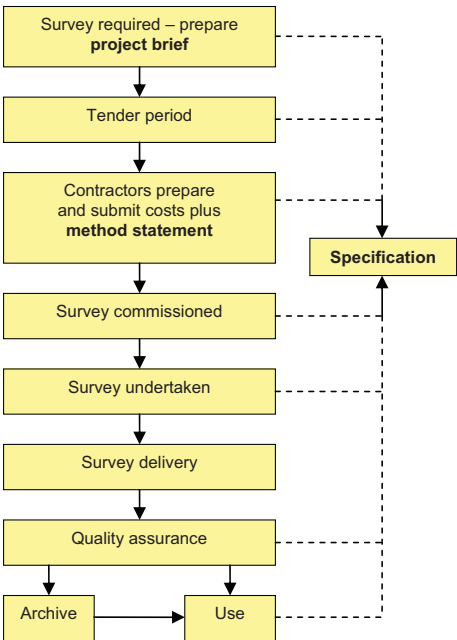 Survey required – prepare
project brief
Tender period
Contractors prepare
and submit costs plus
method statement
Specification
Survey commissioned
Survey undertaken
Survey delivery
Quality assurance
Archive
Use